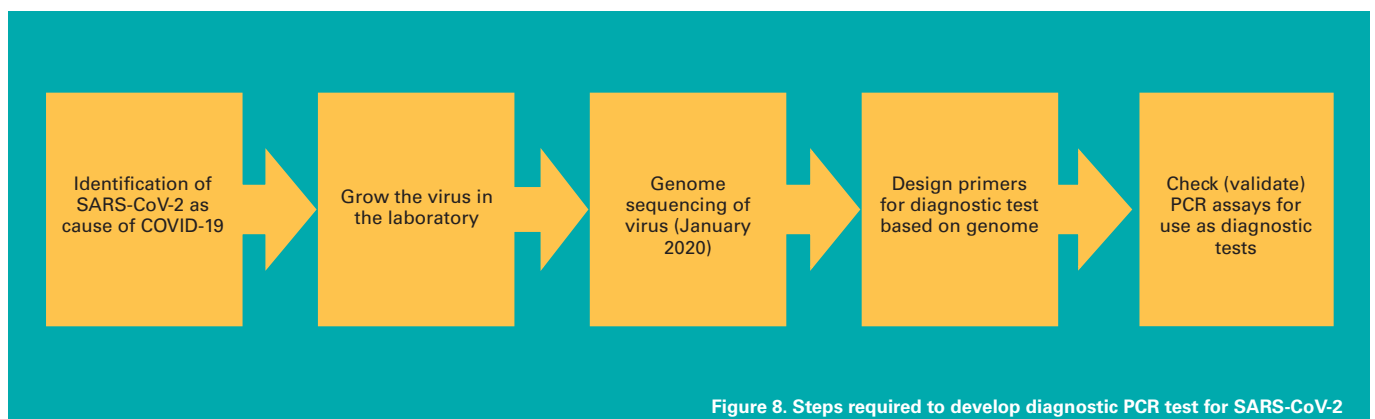 Identification of
SARS-CoV-2 as
cause of COVID-19
Grow the virus in
the laboratory
Genome
sequencing of
virus (January
2020)
Design primers
for diagnostic test
based on genome
Check (validate)
PCR assays for
use as diagnostic
tests
Figure 8. Steps required to develop diagnostic PCR test for SARS-CoV-2